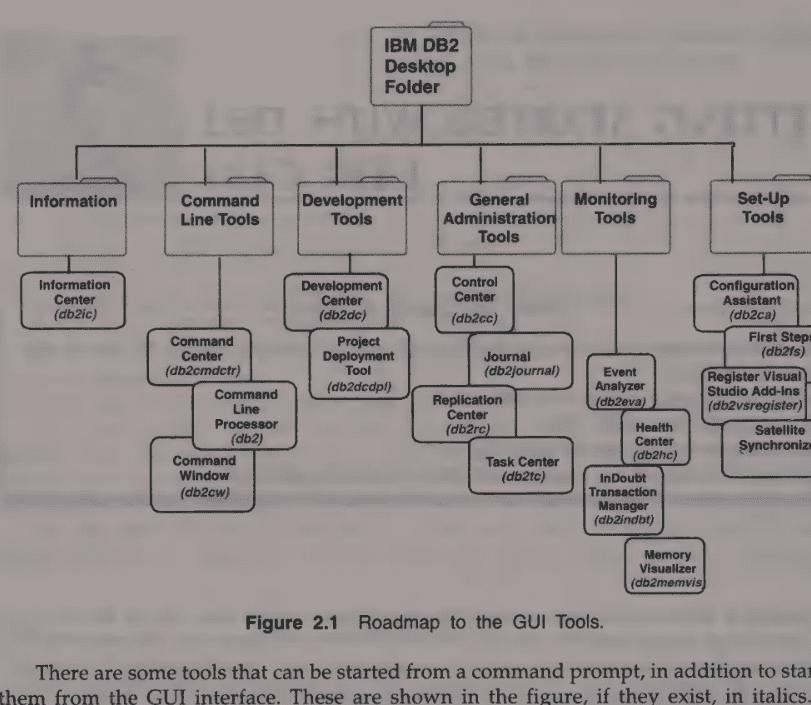 IBM DB2
Desktop
Folder
Information
Command
Line Tools
Development
Tools
General
Administration
Tools
Monitoring
Tools
Set-Up
Tools
Information
Center
(db2ic)
Command
Center
(db2cmdctr)
Command
Line
Processor
(db2)
Command
Window
(db2cw)
Development
Center
(db2dc)
Project
Deployment
Tool
(db2dcdpl)
Control
Center
(db2cc)
Journal
(db2journal)
Replication
Center
(db2rc)
Task Center
(db2tc)
Event
Analyzer
(db2eva)
Health
Center
(db2hc)
InDoubt
Transaction
Manager
(db2indbt)
Memory
Visualizer
(db2memvis)
Configuration
Assistant
(db2ca)
First Steps
(db2fs)
Register Visual
Studio Add-Ins
(db2vsregister)
Satellite
Synchronize
Figure 2.1 Roadmap to the GUI Tools.
There are some tools that can be started from a command prompt, in addition to star
them from the GUI interface. These are shown in the figure, if they exist, in italics.